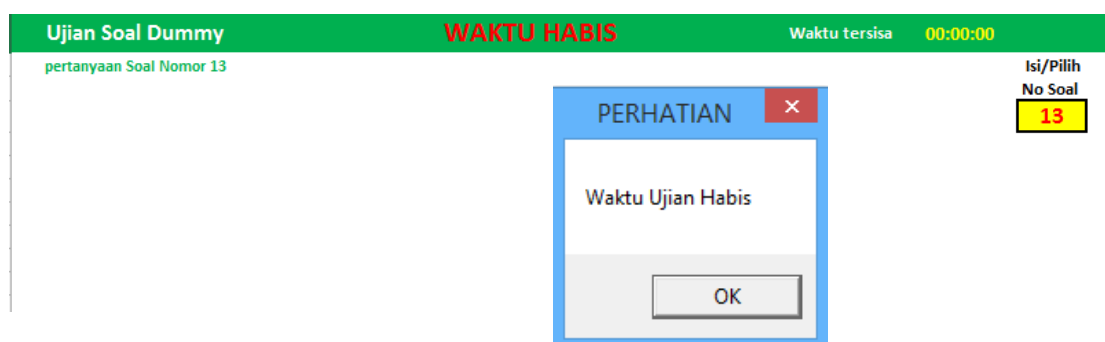 Ujian Soal Dummy WAKTU HABIS Waktu tersisa 00:00:00
pertanyaan Soal Nomor 13
Isi/Pilih
No Soal
13
PERHATIAN
Waktu Ujian Habis
OK